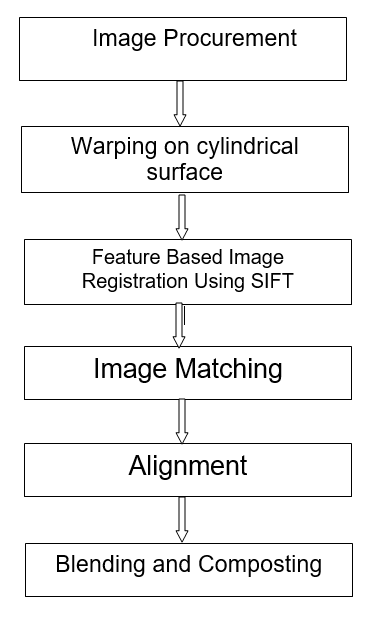 Image Procurement
Warping on cylindrical
surface
Feature Based Image
Registration Using SIFT
Image Matching
Alignment
Blending and Composting